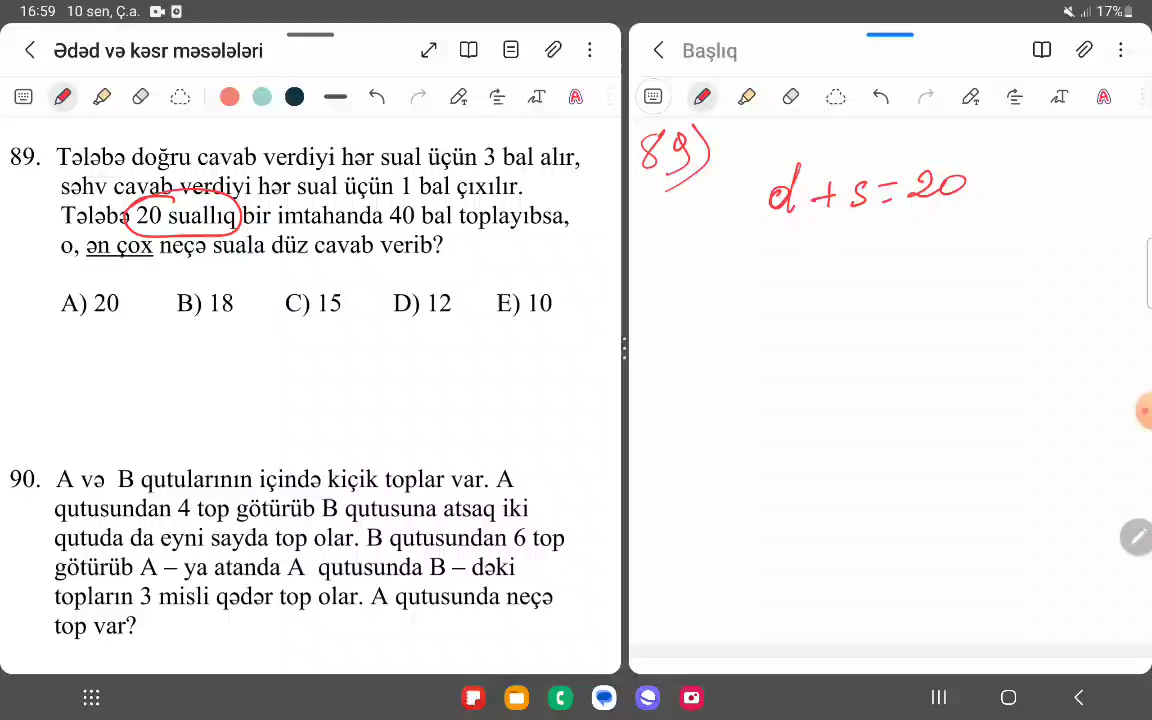 16:59 10 sen, Ç.a. 17%
Ədəd və kəsr məsələləri
89. Tələbə doğru cavab verdiyi hər sual üçün 3 bal alır,
səhv cavab verdiyi hər sual üçün 1 bal çıxılır.
Tələbə 20 suallıq bir imtahanda 40 bal toplayıbsa,
o, ən çox neçə suala düz cavab verib?
A) 20 B) 18 C) 15 D) 12 E) 10
90. A və B qutularının içində kiçik toplar var. A
qutusundan 4 top götürüb B qutusuna atsaq iki
qutuda da eyni sayda top olar. B qutusundan 6 top
götürüb A – ya atanda A qutusunda B – dəki
topların 3 misli qədər top olar. A qutusunda neçə
top var?
Başlıq
89)
d + s = 20